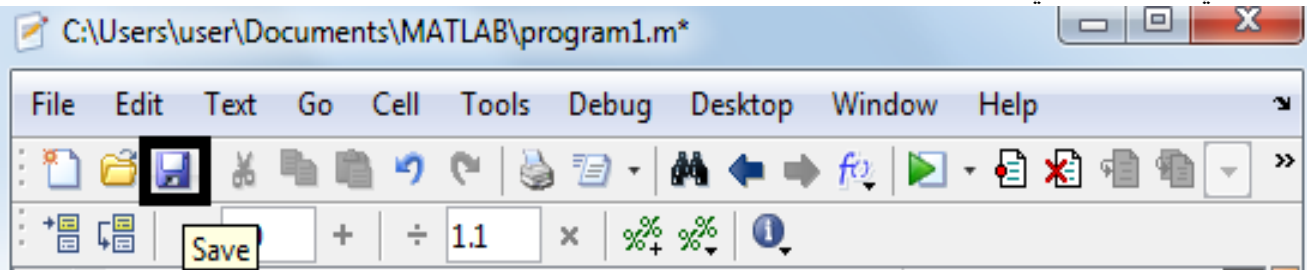 C:\Users\user\Documents\MATLAB\program1.m*
File Edit Text Go Cell Tools Debug Desktop Window Help
+ ÷ 1.1 ×
Save